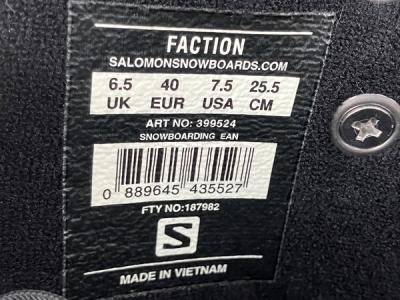 FACTION
SALOMONSNOWBOARDS.COM
6.5 40 7.5 25.5
UK EUR USA CM
ART NO: 399524
SNOWBOARDING EAN
0 889645 435527
FTY NO:187982
S
MADE IN VIETNAM